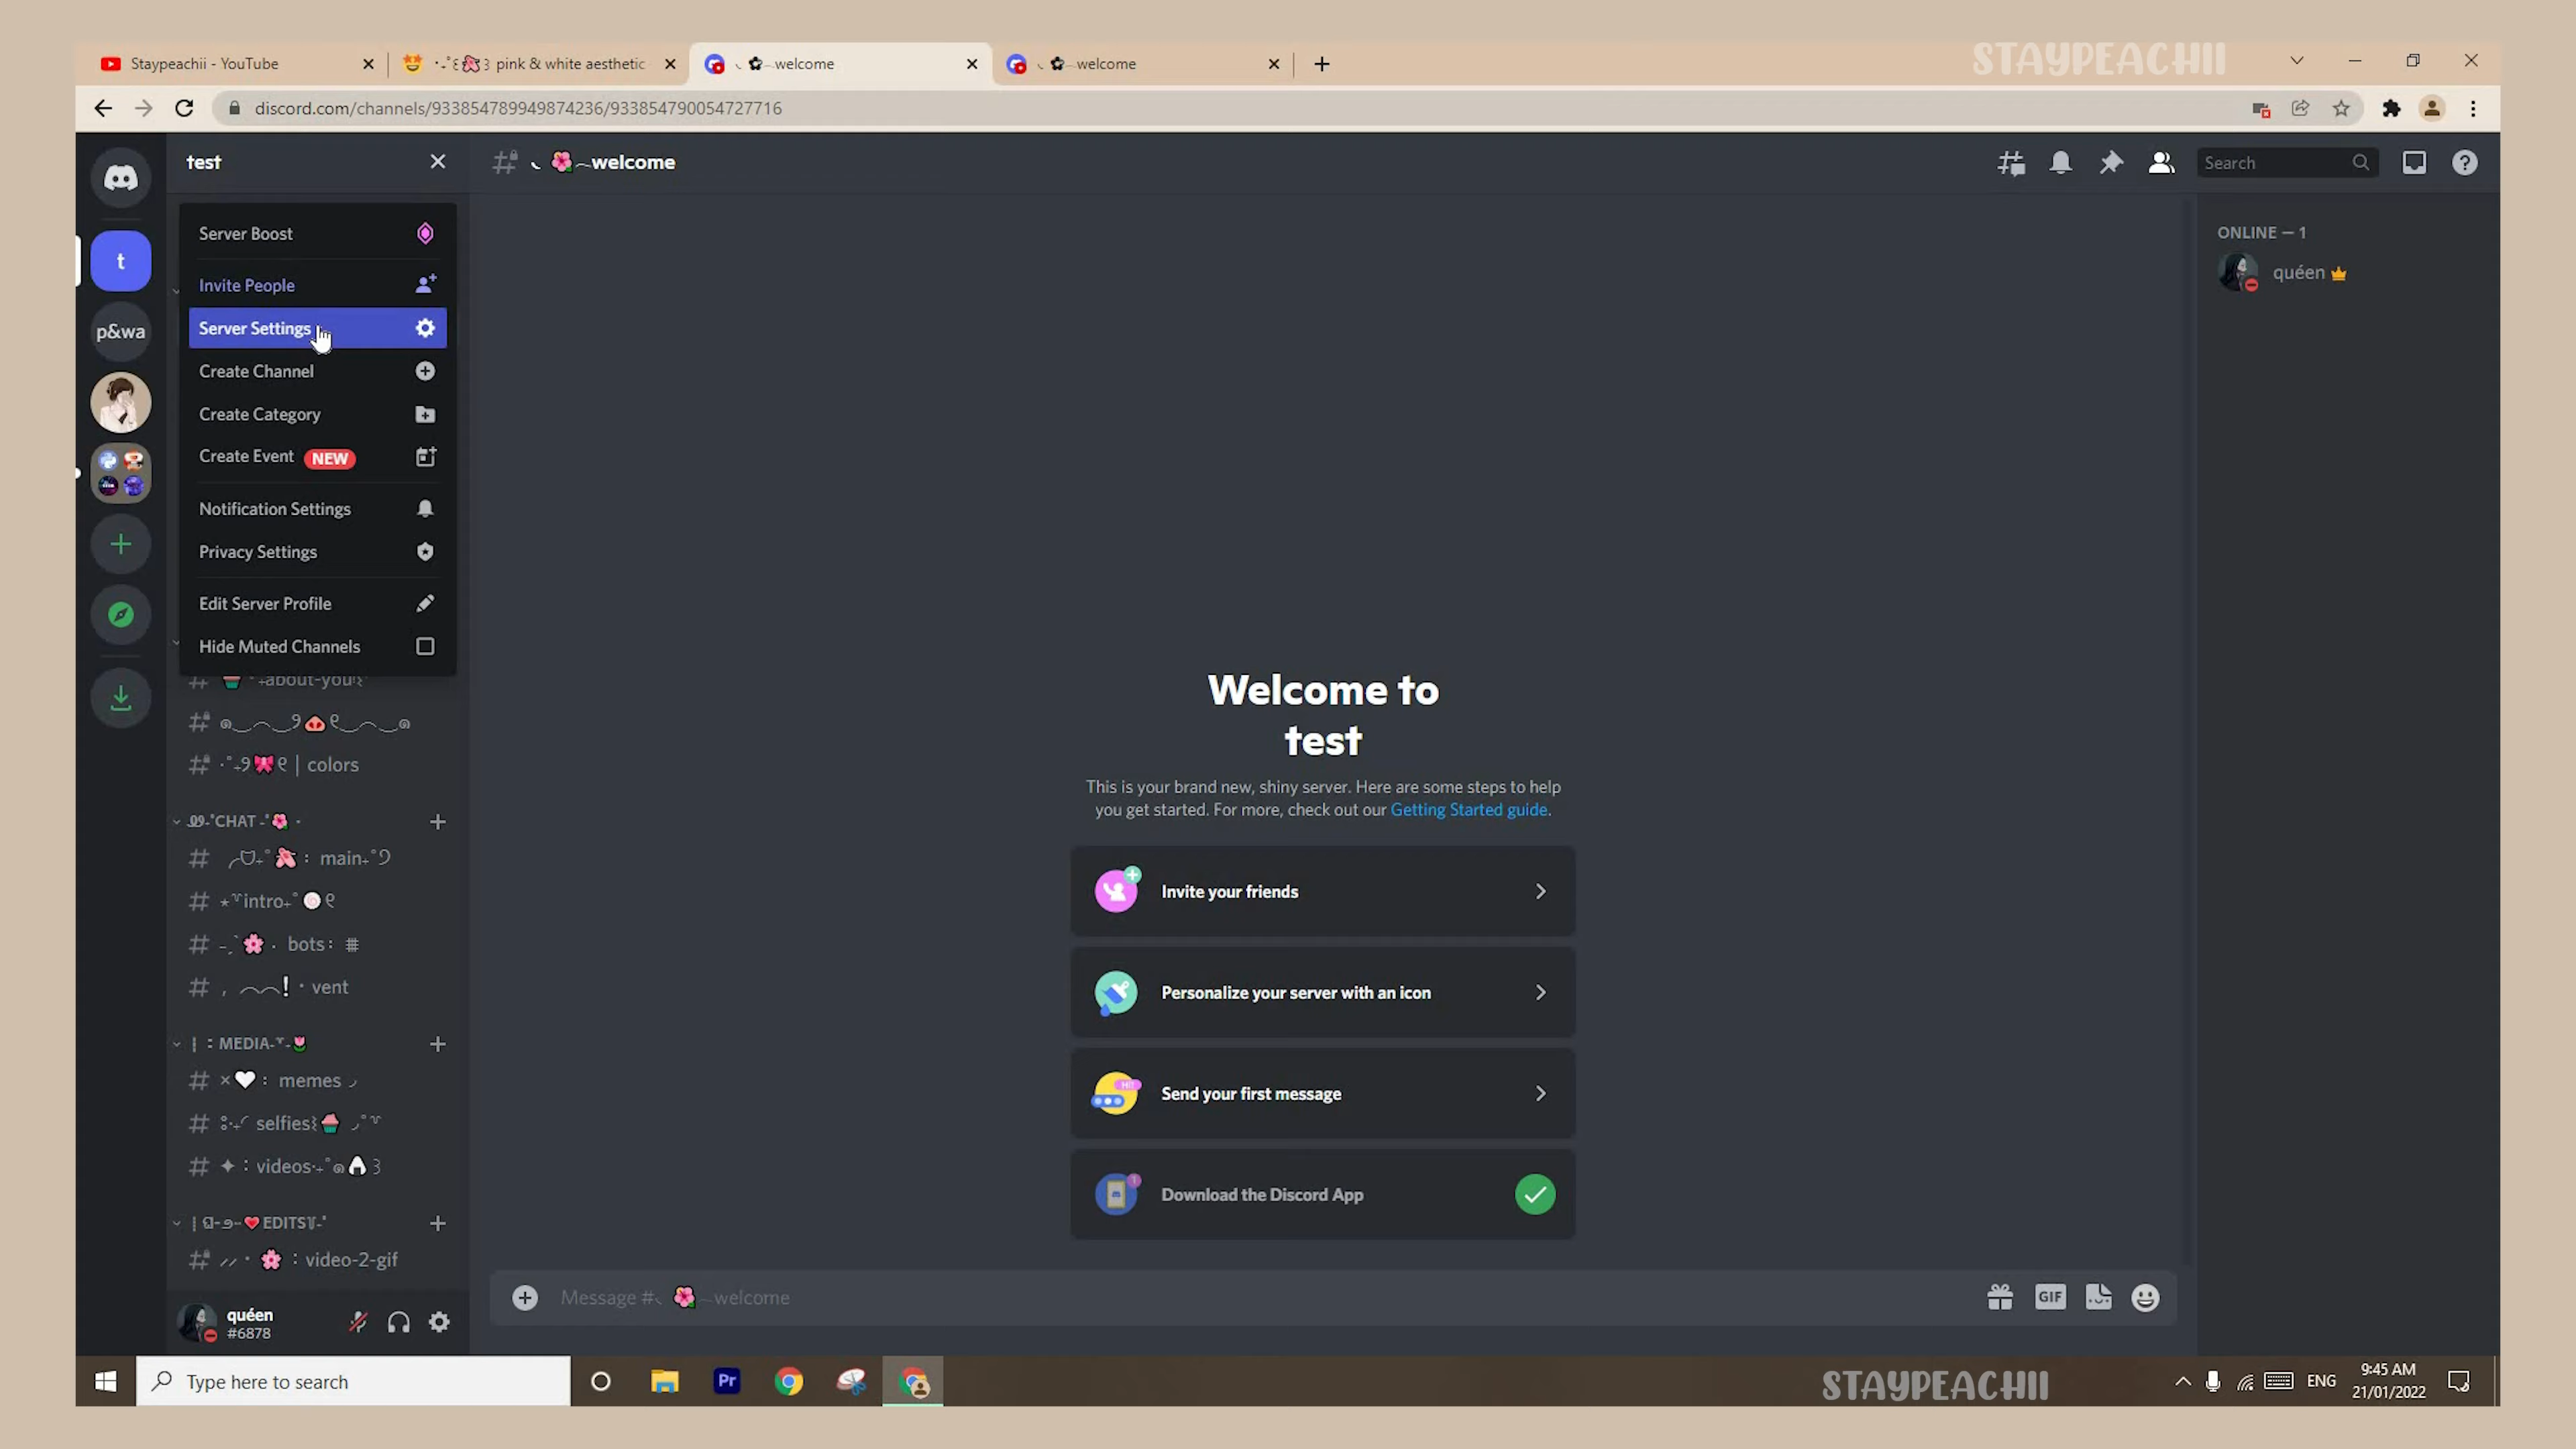 STAYPEACHII
Staypeachii - YouTube
pink & white aesthetic
welcome
welcome
discord.com/channels/933854789949874236/933854790054727716
test
welcome
Search
Server Boost
Invite People
Server Settings
Create Channel
Create Category
Create Event NEW
Notification Settings
Privacy Settings
Edit Server Profile
Hide Muted Channels
t
p&wa
about-you
| colors
CHAT
: main
intro
bots:
vent
: MEDIA
: memes
selfies
: videos
EDITS
: video-2-gif
quéen
#6878
Welcome to
test
This is your brand new, shiny server. Here are some steps to help
you get started. For more, check out our Getting Started guide.
Invite your friends
Personalize your server with an icon
Send your first message
Download the Discord App
Message # welcome
GIF
ONLINE — 1
quéen
Type here to search
Pr
STAYPEACHII
ENG
9:45 AM
21/01/2022